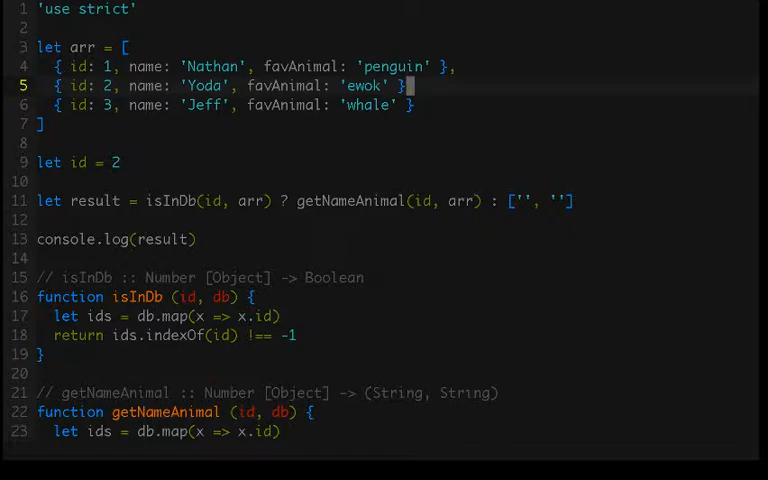 1 'use strict'
2
3 let arr = [
4   { id: 1, name: 'Nathan', favAnimal: 'penguin' },
5   { id: 2, name: 'Yoda', favAnimal: 'ewok' }
6   { id: 3, name: 'Jeff', favAnimal: 'whale' }
7 ]
8
9 let id = 2
10
11 let result = isInDb(id, arr) ? getNameAnimal(id, arr) : ['', '']
12
13 console.log(result)
14
15 // isInDb :: Number [Object] -> Boolean
16 function isInDb (id, db) {
17   let ids = db.map(x => x.id)
18   return ids.indexOf(id) !== -1
19 }
20
21 // getNameAnimal :: Number [Object] -> (String, String)
22 function getNameAnimal (id, db) {
23   let ids = db.map(x => x.id)